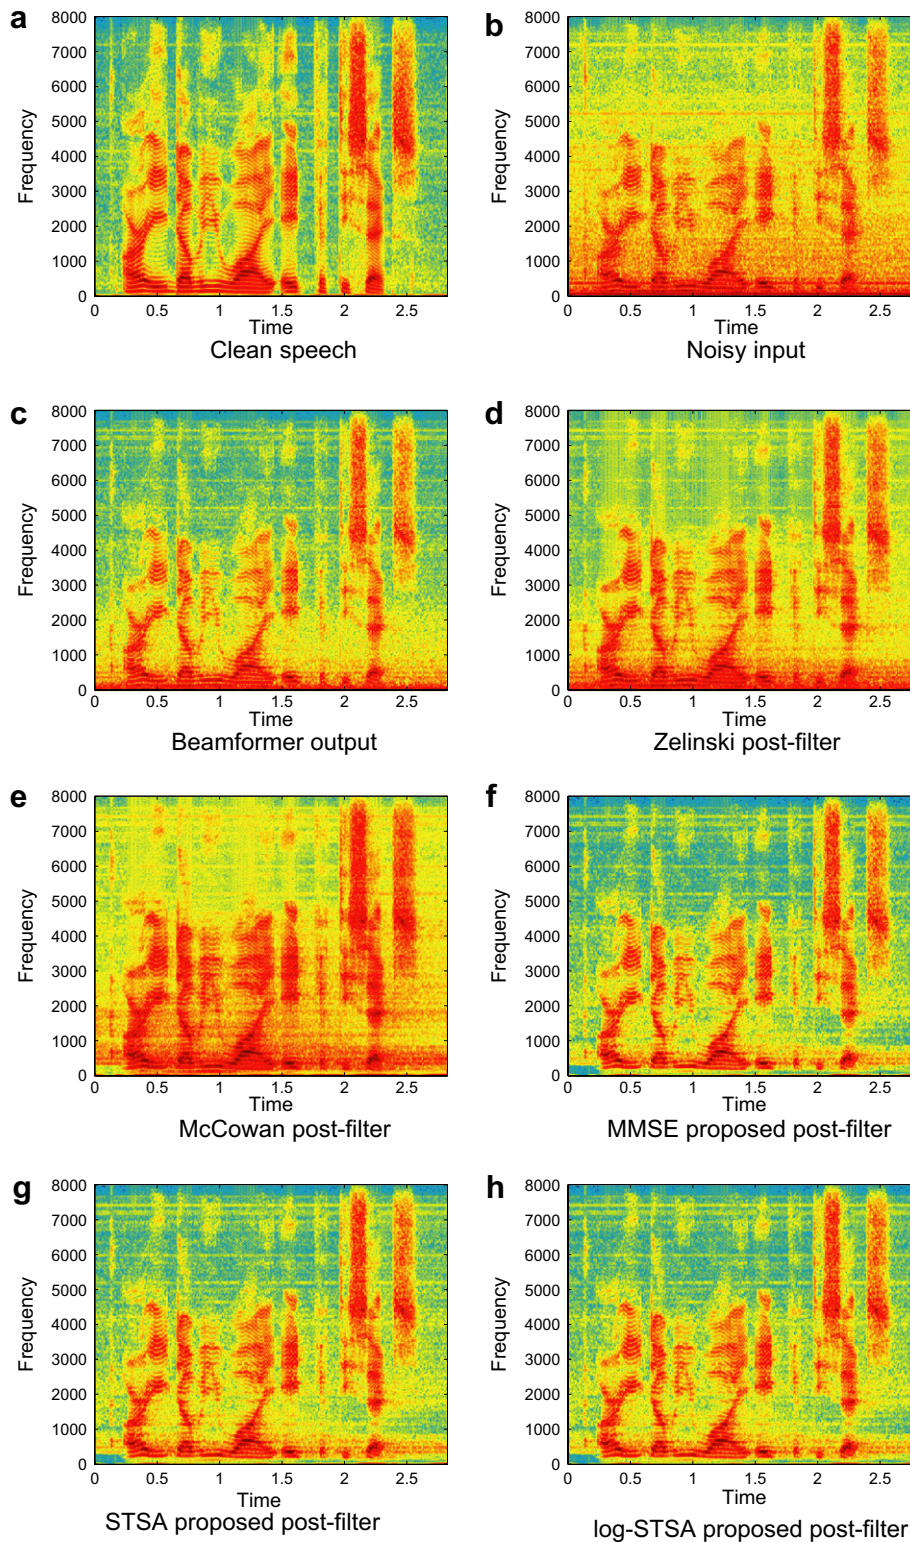 a
8000
7000
6000
5000
4000
3000
2000
1000
0
Frequency
0 0.5 1 1.5 2 2.5
Time
Clean speech
b
8000
7000
6000
5000
4000
3000
2000
1000
0
Frequency
0 0.5 1 1.5 2 2.5
Time
Noisy input
c
8000
7000
6000
5000
4000
3000
2000
1000
0
Frequency
0 0.5 1 1.5 2 2.5
Time
Beamformer output
d
8000
7000
6000
5000
4000
3000
2000
1000
0
Frequency
0 0.5 1 1.5 2 2.5
Time
Zelinski post-filter
e
8000
7000
6000
5000
4000
3000
2000
1000
0
Frequency
0 0.5 1 1.5 2 2.5
Time
McCowan post-filter
f
8000
7000
6000
5000
4000
3000
2000
1000
0
Frequency
0 0.5 1 1.5 2 2.5
Time
MMSE proposed post-filter
g
8000
7000
6000
5000
4000
3000
2000
1000
0
Frequency
0 0.5 1 1.5 2 2.5
Time
STSA proposed post-filter
h
8000
7000
6000
5000
4000
3000
2000
1000
0
Frequency
0 0.5 1 1.5 2 2.5
Time
log-STSA proposed post-filter